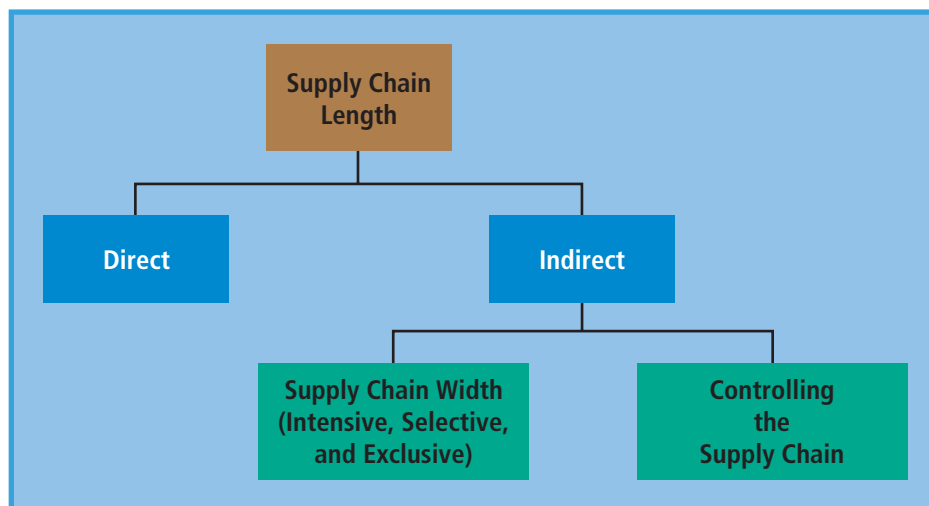 Supply Chain
Length
Direct
Indirect
Supply Chain Width
(Intensive, Selective,
and Exclusive)
Controlling
the
Supply Chain